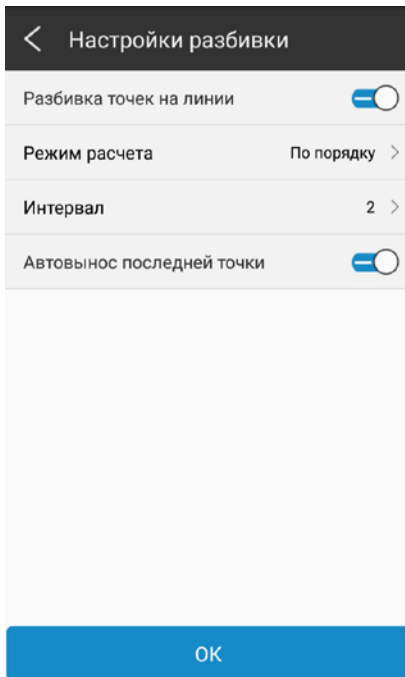 Настройки разбивки
Разбивка точек на линии
Режим расчета По порядку
Интервал 2
Автовынос последней точки
OK